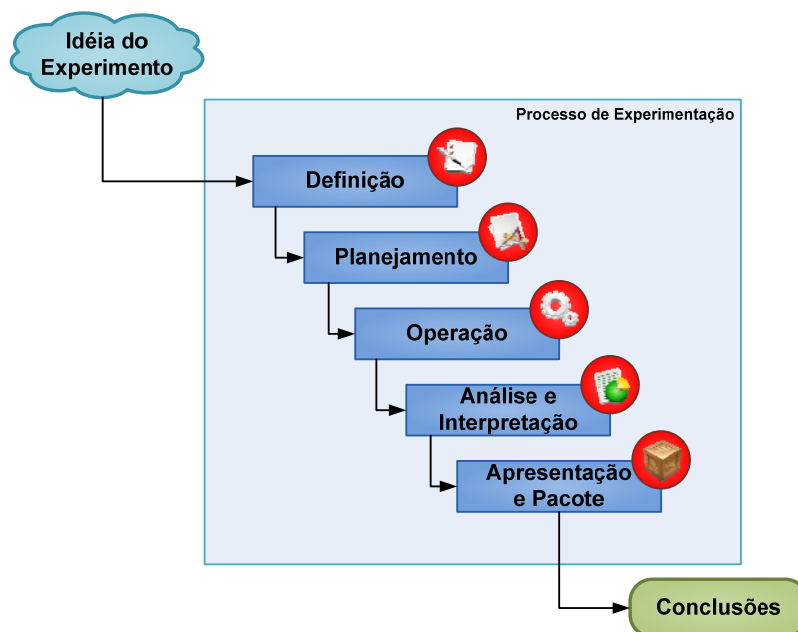 Idéia do
Experimento
Processo de Experimentação
Definição
Planejamento
Operação
Análise e
Interpretação
Apresentação
e Pacote
Conclusões